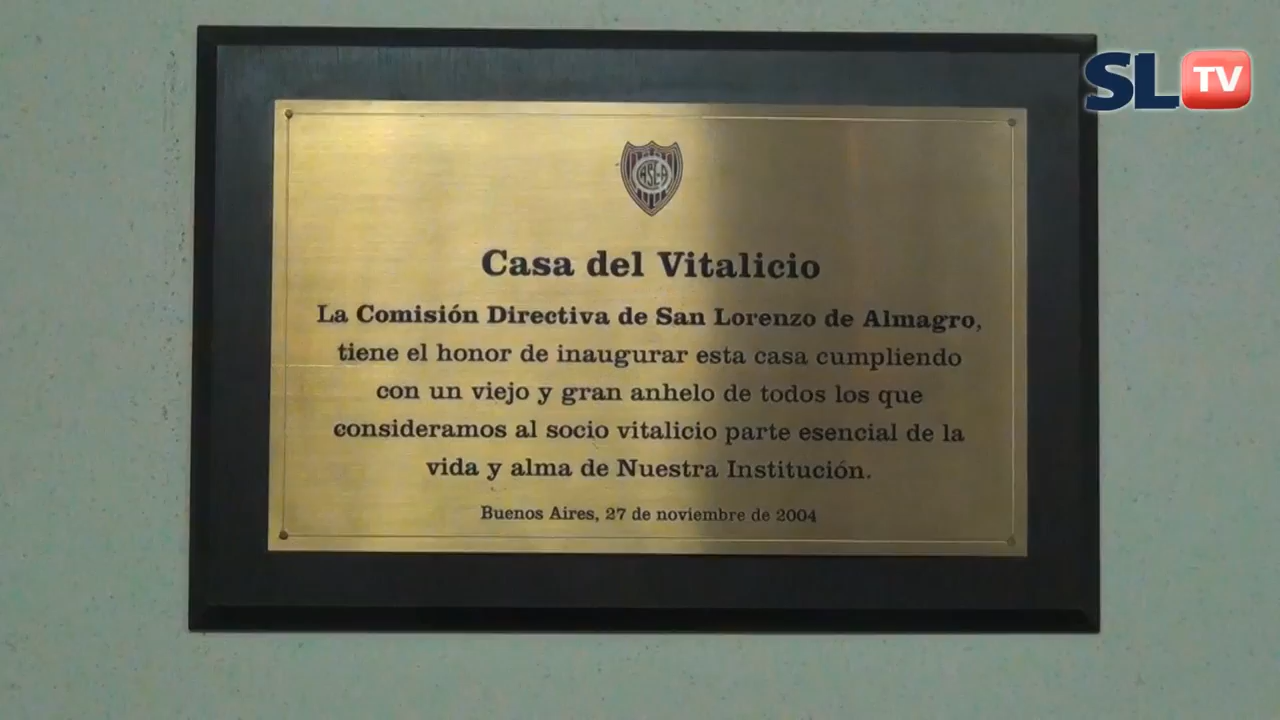 SL TV
CASLA
Casa del Vitalicio
La Comisión Directiva de San Lorenzo de Almagro,
tiene el honor de inaugurar esta casa cumpliendo
con un viejo y gran anhelo de todos los que
consideramos al socio vitalicio parte esencial de la
vida y alma de Nuestra Institución.
Buenos Aires, 27 de noviembre de 2004